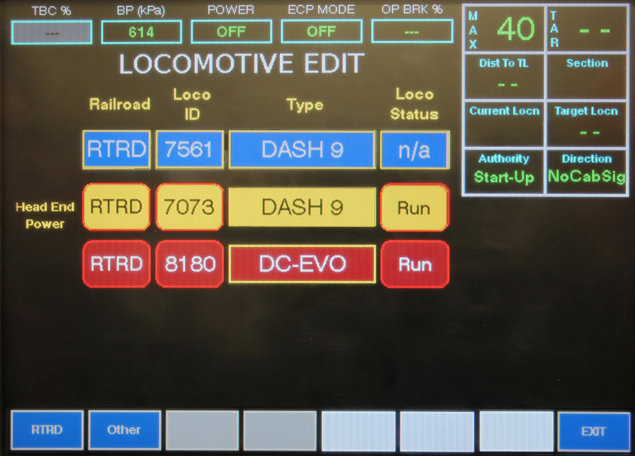 TBC %
BP (kPa)
POWER
ECP MODE
OP BRK %
---
614
OFF
OFF
---
MAX
40
TAR
- -
LOCOMOTIVE EDIT
Dist To TL
Section
- -
Current Locn
Target Locn
- -
Authority
Direction
Start-Up
NoCabSig
Railroad
Loco
ID
Type
Loco
Status
RTRD
7561
DASH 9
n/a
Head End
Power
RTRD
7073
DASH 9
Run
RTRD
8180
DC-EVO
Run
RTRD
Other
EXIT